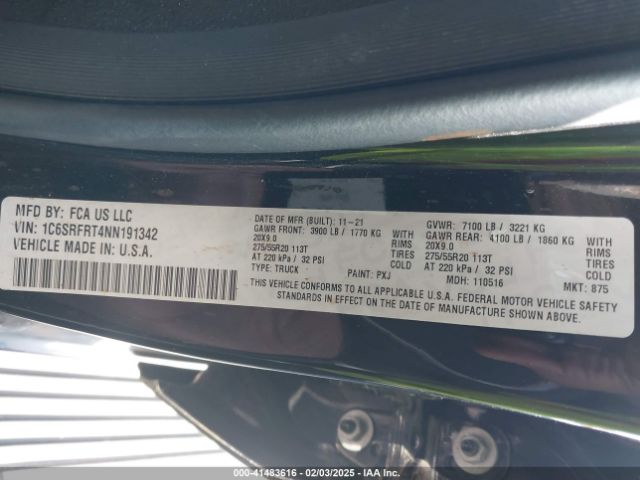 MFD BY: FCA US LLC
VIN: 1C6SRFRT4NN191342
VEHICLE MADE IN: U.S.A.
DATE OF MFR (BUILT): 11-21
GAWR FRONT: 3900 LB / 1770 KG WITH
20X9.0 RIMS
275/55R20 113T TIRES
AT 220 kPa / 32 PSI COLD
TYPE: TRUCK PAINT: PXJ
GVWR: 7100 LB / 3221 KG
GAWR REAR: 4100 LB / 1860 KG WITH
20X9.0 RIMS
275/55R20 113T TIRES
AT 220 kPa / 32 PSI COLD
MDH: 110516 MKT: 875
THIS VEHICLE CONFORMS TO ALL APPLICABLE U.S.A. FEDERAL MOTOR VEHICLE SAFETY
STANDARDS IN EFFECT ON THE DATE OF MANUFACTURE SHOWN ABOVE.
000-41483616 - 02/03/2025 - IAA Inc.